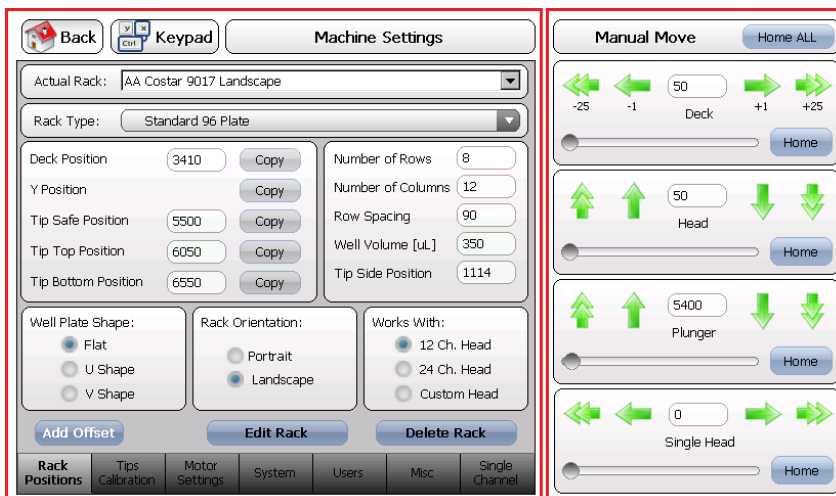 Back
Y X
Ctrl
Keypad
Machine Settings
Actual Rack: AA Costar 9017 Landscape
Rack Type: Standard 96 Plate
Deck Position 3410 Copy
Y Position Copy
Tip Safe Position 5500 Copy
Tip Top Position 6050 Copy
Tip Bottom Position 6550 Copy
Number of Rows 8
Number of Columns 12
Row Spacing 90
Well Volume [uL] 350
Tip Side Position 1114
Well Plate Shape:
Flat
U Shape
V Shape
Rack Orientation:
Portrait
Landscape
Works With:
12 Ch. Head
24 Ch. Head
Custom Head
Add Offset
Edit Rack
Delete Rack
Rack
Positions
Tips
Calibration
Motor
Settings
System
Users
Misc
Single
Channel
Manual Move
Home ALL
50
-25 -1 Deck +1 +25
Home
50
Head
Home
5400
Plunger
Home
0
Single Head
Home